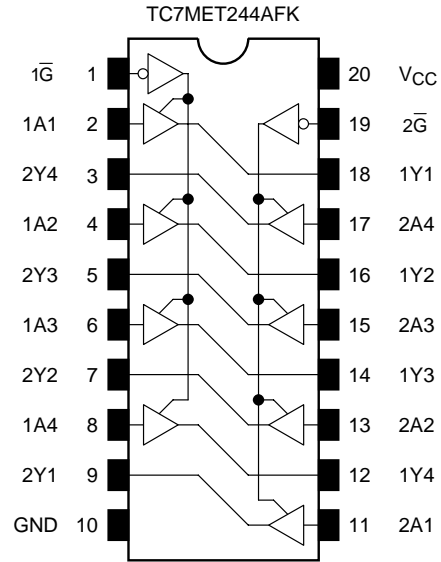 TC7MET244AFK
1G̅ 1 20 VCC
1A1 2 19 2G̅
2Y4 3 18 1Y1
1A2 4 17 2A4
2Y3 5 16 1Y2
1A3 6 15 2A3
2Y2 7 14 1Y3
1A4 8 13 2A2
2Y1 9 12 1Y4
GND 10 11 2A1